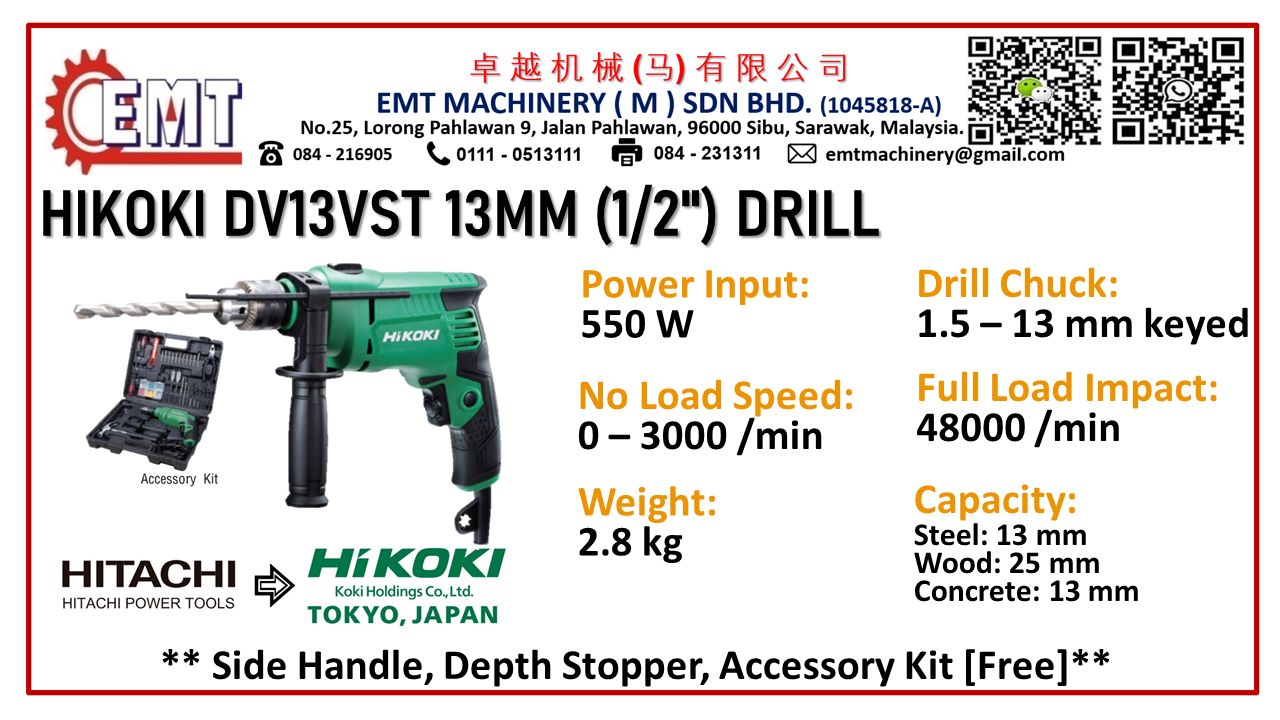 EMT
卓越机械(马)有限公司
EMT MACHINERY ( M ) SDN BHD. (1045818-A)
No.25, Lorong Pahlawan 9, Jalan Pahlawan, 96000 Sibu, Sarawak, Malaysia.
084 - 216905 0111 - 0513111 084 - 231311 emtmachinery@gmail.com
HIKOKI DV13VST 13MM (1/2") DRILL
HiKOKI
Accessory Kit
HITACHI
HITACHI POWER TOOLS
HiKOKI
Koki Holdings Co., Ltd.
TOKYO, JAPAN
Power Input:
550 W
No Load Speed:
0 – 3000 /min
Weight:
2.8 kg
Drill Chuck:
1.5 – 13 mm keyed
Full Load Impact:
48000 /min
Capacity:
Steel: 13 mm
Wood: 25 mm
Concrete: 13 mm
** Side Handle, Depth Stopper, Accessory Kit [Free]**